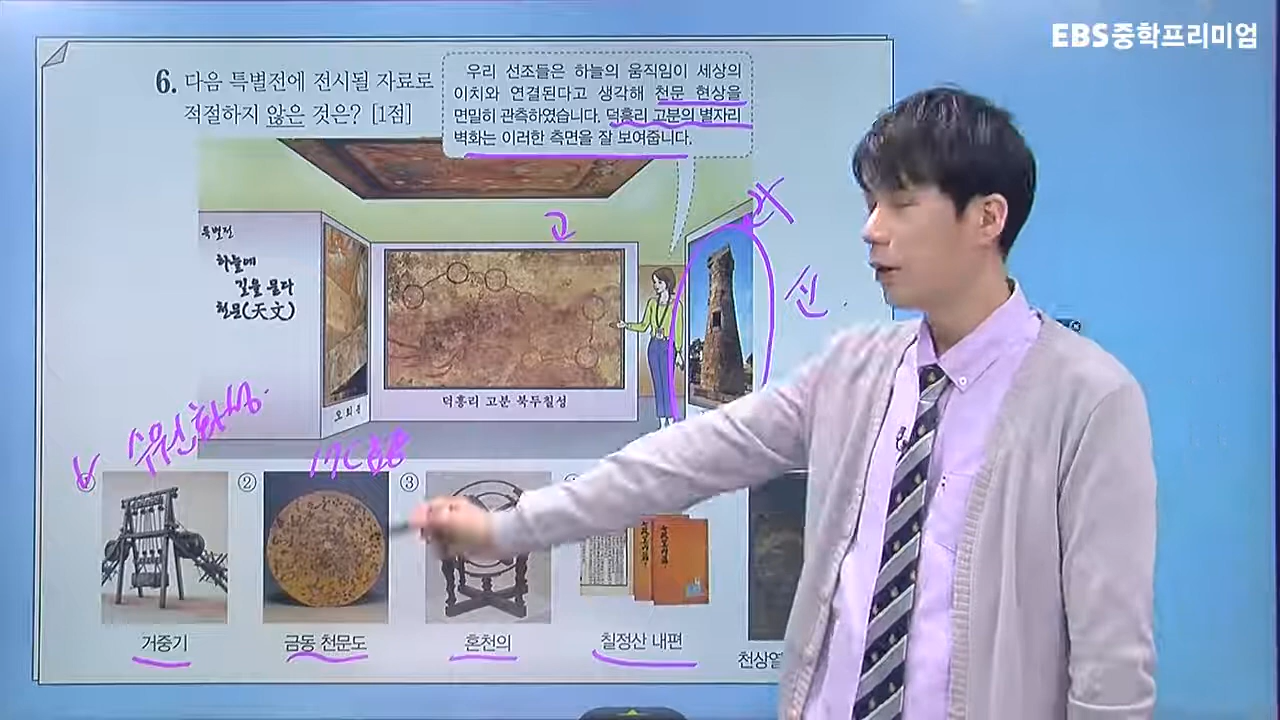 EBS중학프리미엄
6. 다음 특별전에 전시될 자료로
적절하지 않은 것은? [1점]
우리 선조들은 하늘의 움직임이 세상의
이치와 연결된다고 생각해 천문 현상을
면밀히 관측하였습니다. 덕흥리 고분의 별자리
벽화는 이러한 측면을 잘 보여줍니다.
특별전
하늘에
길을 묻다
천문(天文)
고
신.
덕흥리 고분 북두칠성
수원화성.
17C
①
②
③
거중기
금동 천문도
혼천의
칠정산 내편
천상열